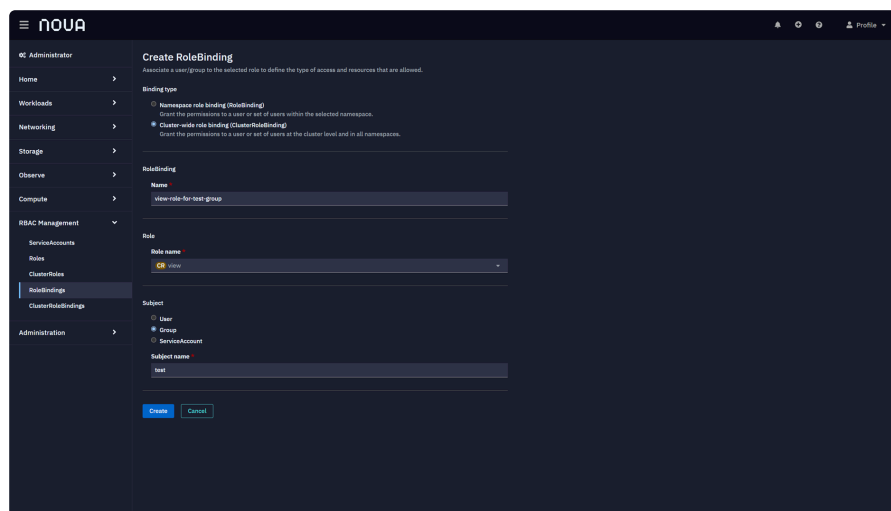 NOVA
Profile
Administrator
Home
Workloads
Networking
Storage
Observe
Compute
RBAC Management
ServiceAccounts
Roles
ClusterRoles
RoleBindings
ClusterRoleBindings
Administration
Create RoleBinding
Associate a user/group to the selected role to define the type of access and resources that are allowed.
Binding type
Namespace role binding (RoleBinding)
Grant the permissions to a user or set of users within the selected namespace.
Cluster-wide role binding (ClusterRoleBinding)
Grant the permissions to a user or set of users at the cluster level and in all namespaces.
RoleBinding
Name *
view-role-for-test-group
Role
Role name *
CR view
Subject
User
Group
ServiceAccount
Subject name *
test
Create Cancel